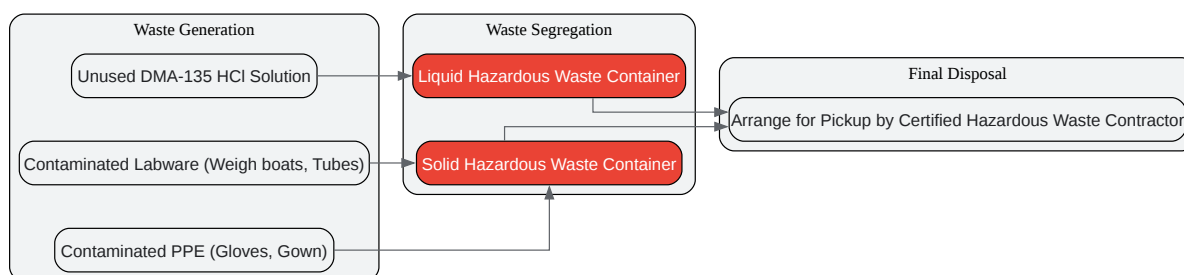 Waste Generation
Unused DMA-135 HCl Solution
Contaminated Labware (Weigh boats, Tubes)
Contaminated PPE (Gloves, Gown)
Waste Segregation
Liquid Hazardous Waste Container
Solid Hazardous Waste Container
Final Disposal
Arrange for Pickup by Certified Hazardous Waste Contractor